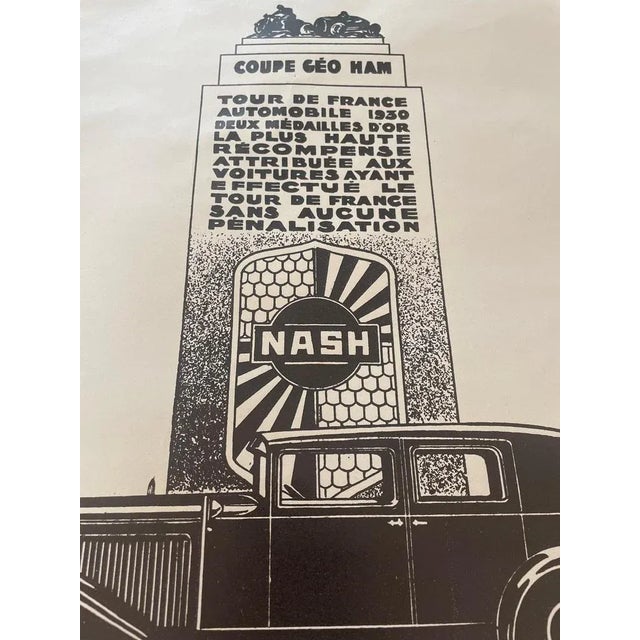 COUPE GÉO HAM
TOUR DE FRANCE
AUTOMOBILE 1930
DEUX MÉDAILLES D'OR
LA PLUS HAUTE
RÉCOMPENSE
ATTRIBUÉE AUX
VOITURES AYANT
EFFECTUÉ LE
TOUR DE FRANCE
SANS AUCUNE
PÉNALISATION
NASH